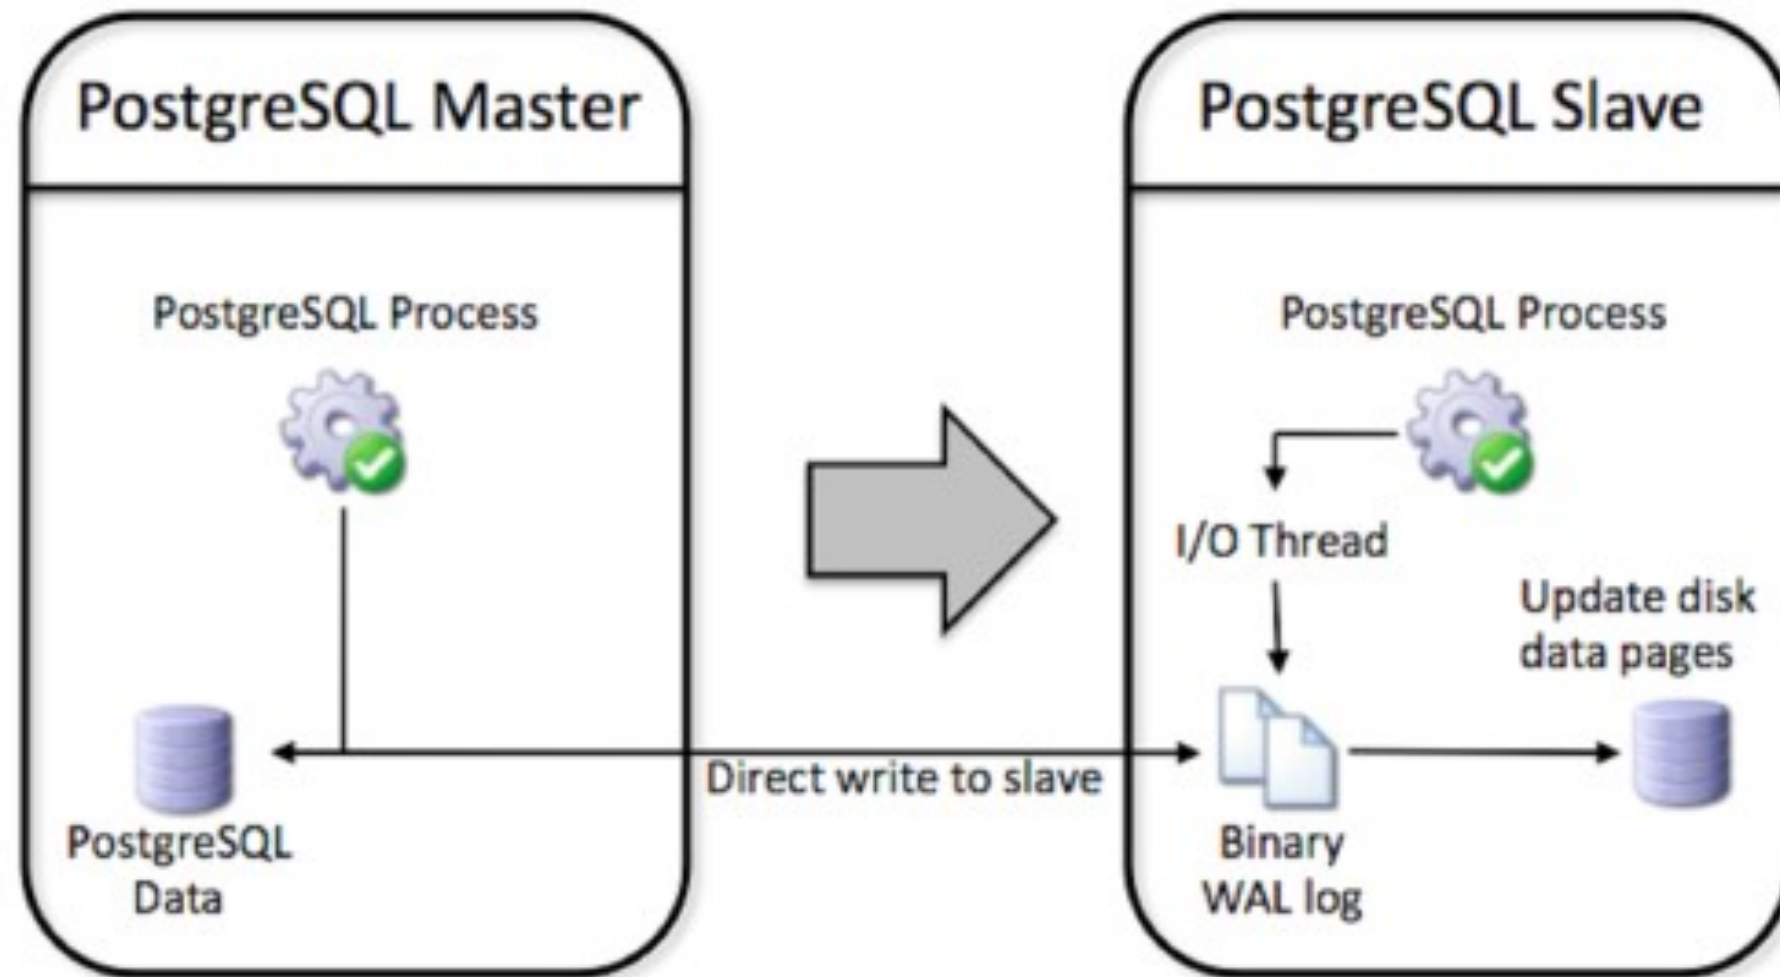 PostgreSQL Master
PostgreSQL Process
PostgreSQL
Data
Direct write to slave
PostgreSQL Slave
PostgreSQL Process
I/O Thread
Update disk
data pages
Binary
WAL log